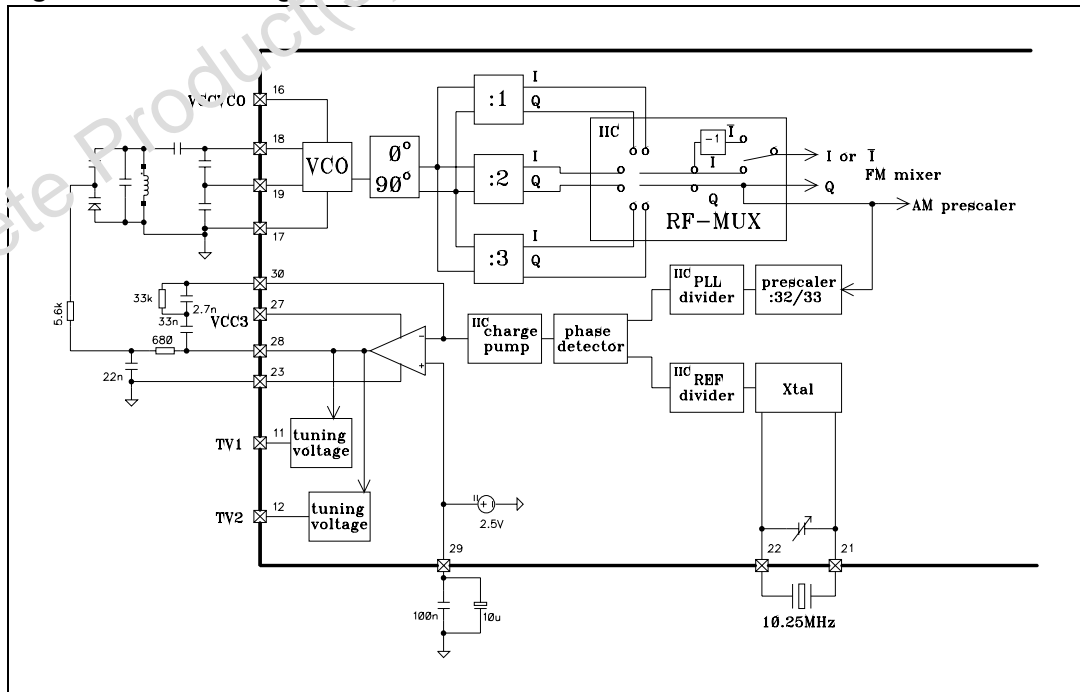 ete Product(s)
VCCVCO
16
18
19
17
VCO
0°
90°
:1
I
Q
:2
I
Q
:3
I
Q
IIC
-1
I̅
I
Q
RF-MUX
I or I̅
FM mixer
Q
AM prescaler
30
33k
2.7n
27
33n
VCC3
5.6k
680
28
22n
23
-
+
IIC
charge
pump
phase
detector
IIC
PLL
divider
prescaler
:32/33
IIC
REF
divider
Xtal
TV1
11
tuning
voltage
TV2
12
tuning
voltage
+
2.5V
29
100n
10u
22
21
10.25MHz